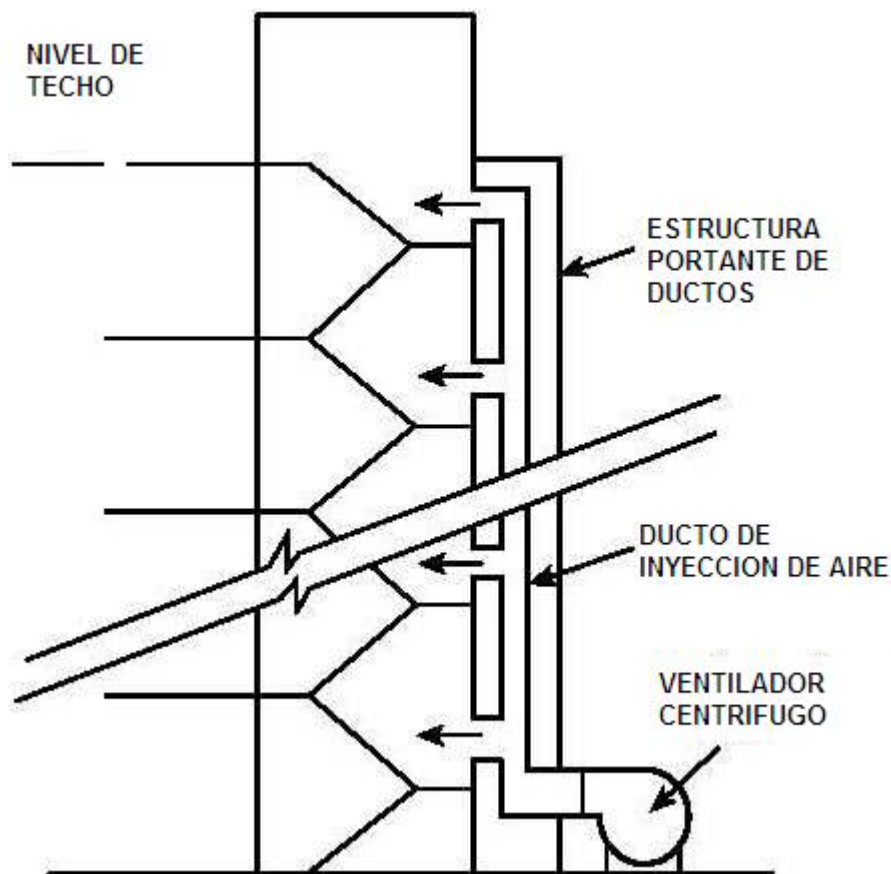 NIVEL DE
TECHO
ESTRUCTURA
PORTANTE DE
DUCTOS
DUCTO DE
INYECCION DE AIRE
VENTILADOR
CENTRIFUGO